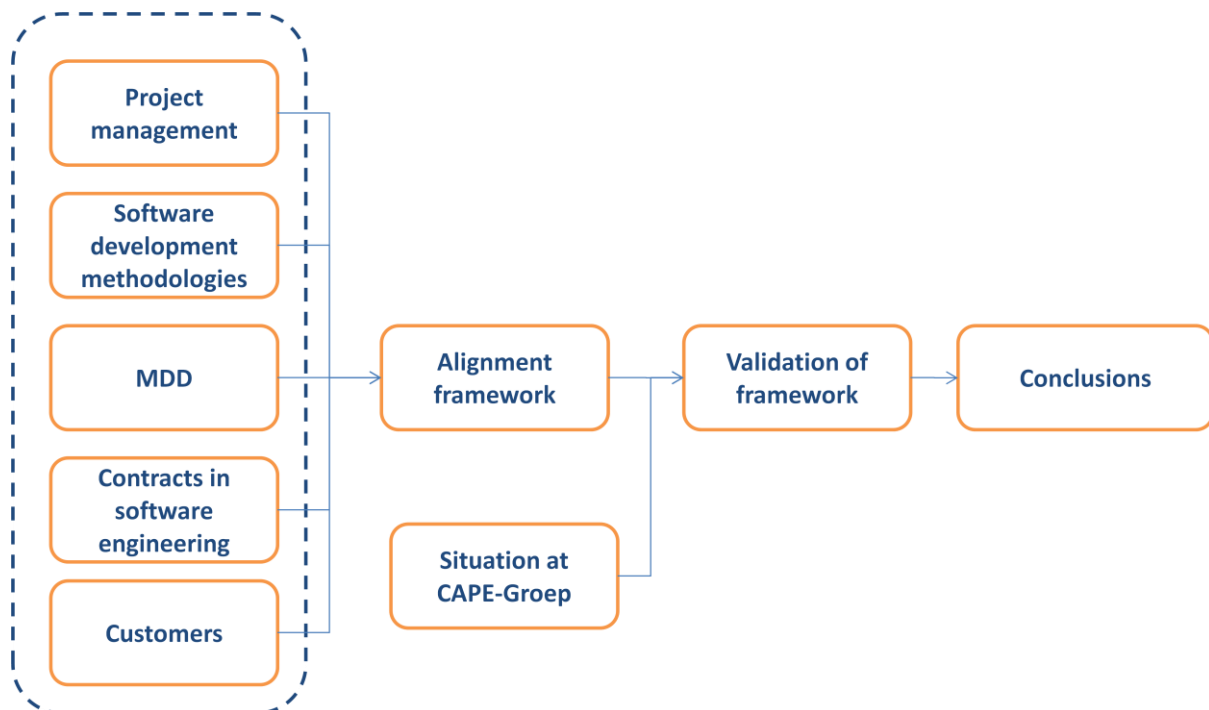 Project
management
Software
development
methodologies
MDD
Contracts in
software
engineering
Customers
Alignment
framework
Situation at
CAPE-Groep
Validation of
framework
Conclusions